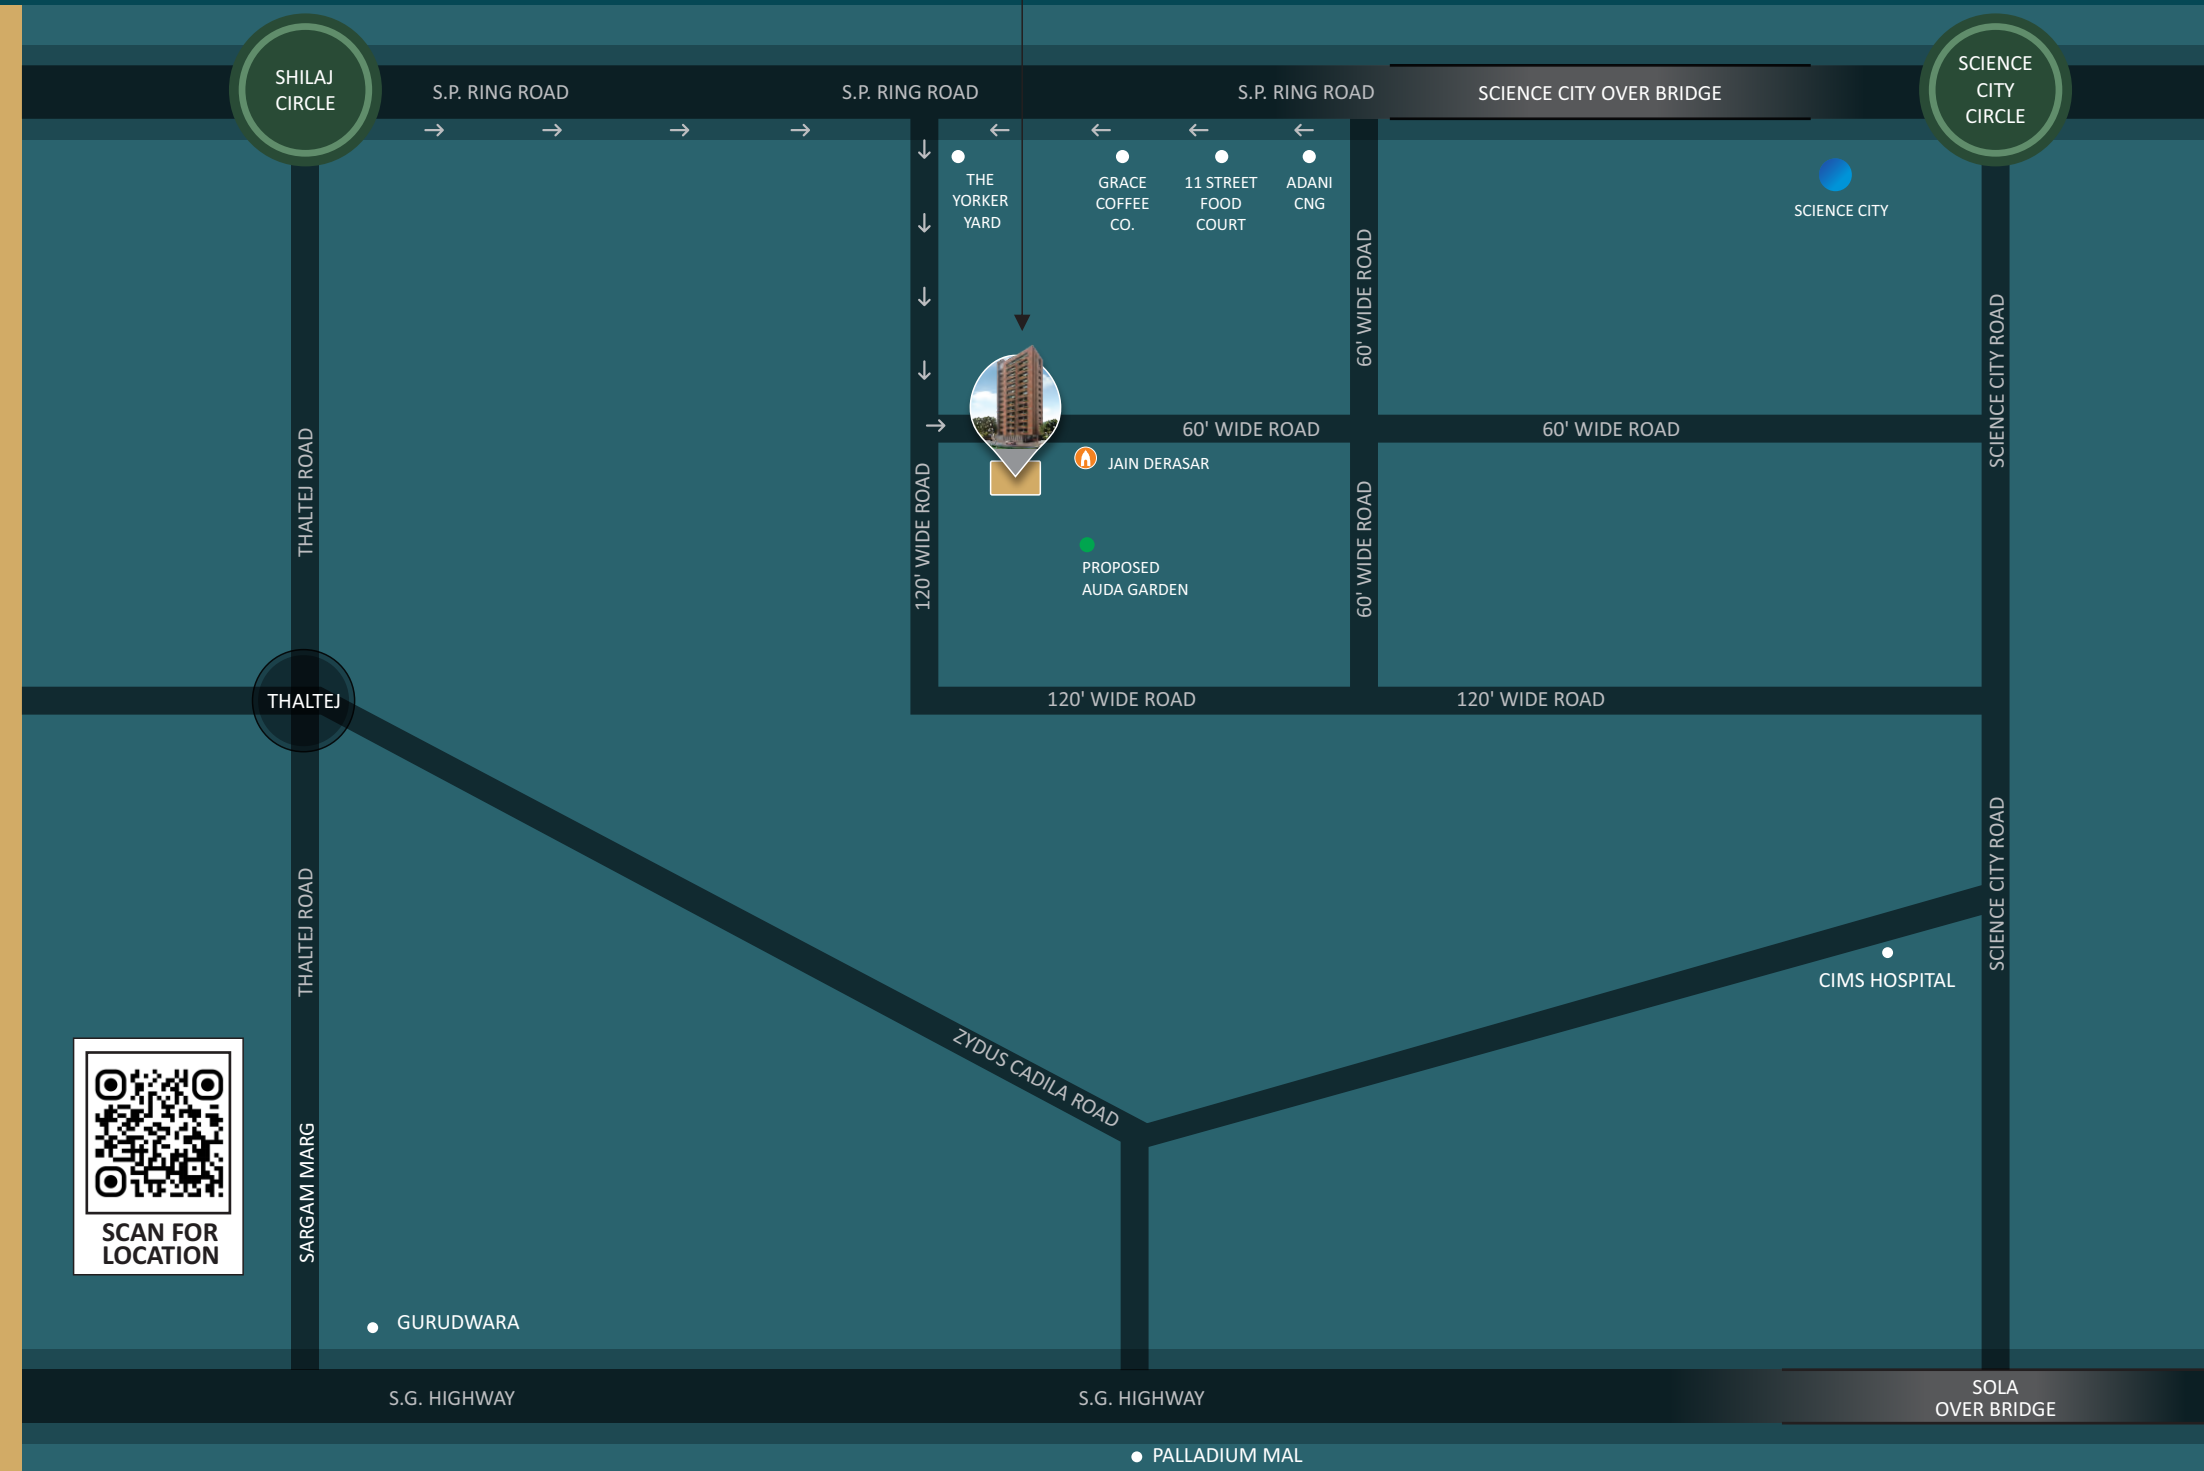 SHILAJ
CIRCLE
S.P. RING ROAD
S.P. RING ROAD
S.P. RING ROAD
SCIENCE CITY OVER BRIDGE
SCIENCE
CITY
CIRCLE
THE
YORKER
YARD
GRACE
COFFEE
CO.
11 STREET
FOOD
COURT
ADANI
CNG
SCIENCE CITY
60' WIDE ROAD
SCIENCE CITY ROAD
THALTEJ ROAD
60' WIDE ROAD
60' WIDE ROAD
JAIN DERASAR
120' WIDE ROAD
60' WIDE ROAD
PROPOSED
AUDA GARDEN
THALTEJ
120' WIDE ROAD
120' WIDE ROAD
THALTEJ ROAD
SCIENCE CITY ROAD
CIMS HOSPITAL
ZYDUS CADILA ROAD
SARGAM MARG
SCAN FOR
LOCATION
GURUDWARA
S.G. HIGHWAY
S.G. HIGHWAY
SOLA
OVER BRIDGE
PALLADIUM MAL